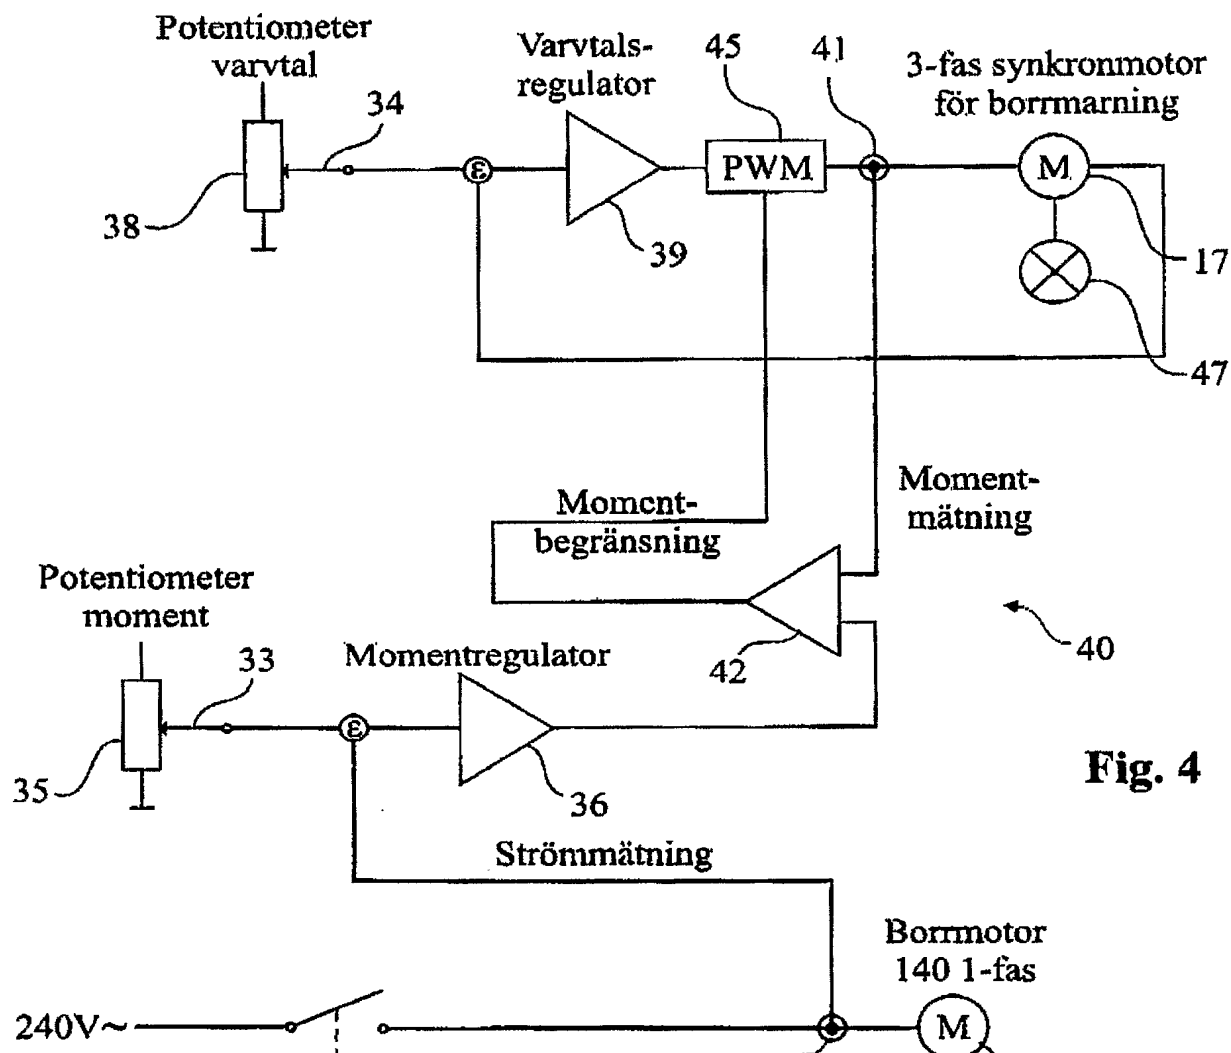 Potentiometer
varvtal
34
38
ε
Varvtals-
regulator
39
45
PWM
41
3-fas synkronmotor
för borrmarning
M
17
47
Moment-
begränsning
Moment-
mätning
42
40
Potentiometer
moment
33
35
ε
Momentregulator
36
Fig. 4
Strömmätning
Borrmotor
140 1-fas
240V~
M